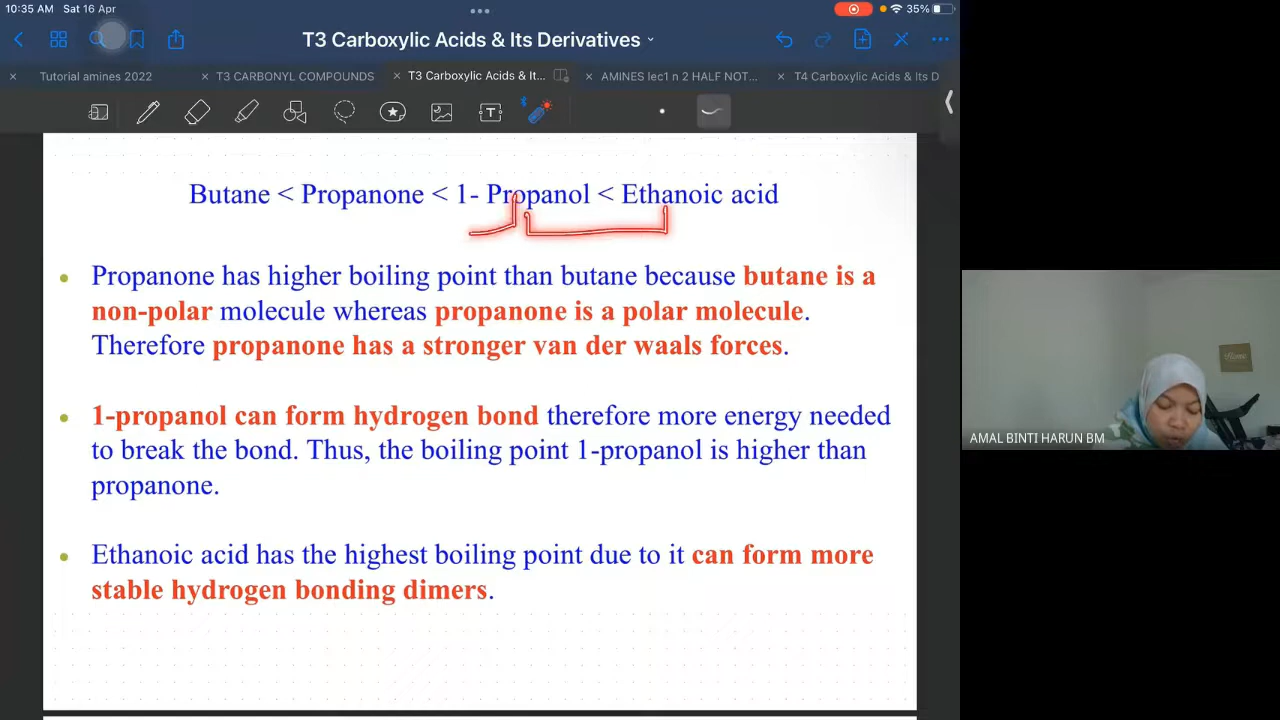 10:35 AM Sat 16 Apr
35%
T3 Carboxylic Acids & Its Derivatives
Tutorial amines 2022
T3 CARBONYL COMPOUNDS
T3 Carboxylic Acids & It...
AMINES lec1 n 2 HALF NOT...
T4 Carboxylic Acids & Its D
Butane < Propanone < 1- Propanol < Ethanoic acid
• Propanone has higher boiling point than butane because butane is a
non-polar molecule whereas propanone is a polar molecule.
Therefore propanone has a stronger van der waals forces.
• 1-propanol can form hydrogen bond therefore more energy needed
to break the bond. Thus, the boiling point 1-propanol is higher than
propanone.
• Ethanoic acid has the highest boiling point due to it can form more
stable hydrogen bonding dimers.
Home
AMAL BINTI HARUN BM